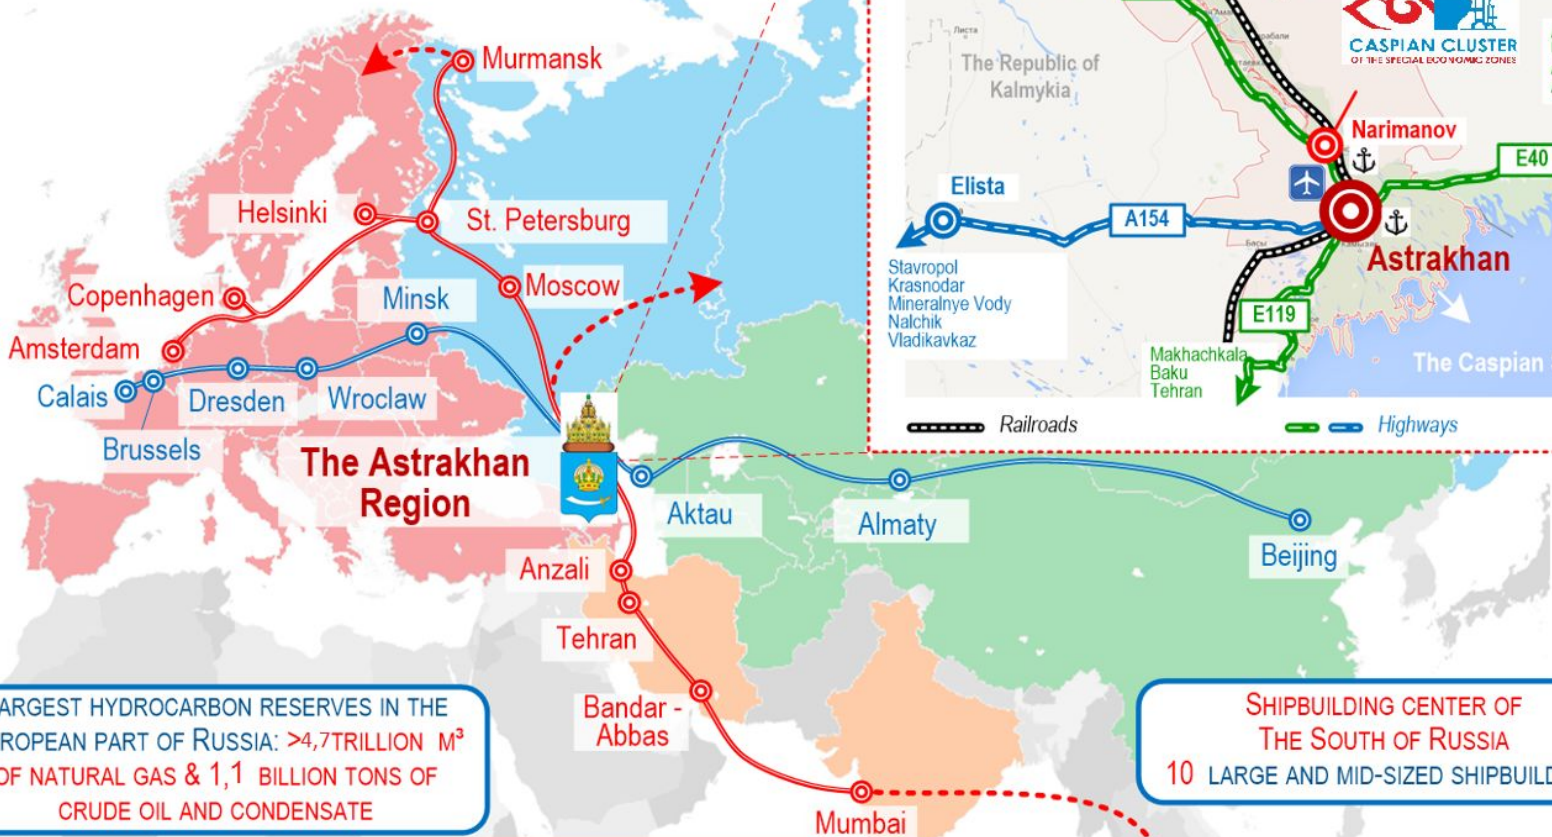 Murmansk
Helsinki
St. Petersburg
Copenhagen
Moscow
Minsk
Amsterdam
Calais
Dresden
Wroclaw
Brussels
The Astrakhan
Region
Aktau
Almaty
Beijing
Anzali
Tehran
Bandar -
Abbas
Mumbai
CASPIAN CLUSTER
OF THE SPECIAL ECONOMIC ZONES
Листа
The Republic of
Kalmykia
Narimanov
E40
Elista
A154
Astrakhan
Stavropol
Krasnodar
Mineralnye Vody
Nalchik
Vladikavkaz
E119
Makhachkala
Baku
Tehran
The Caspian
Railroads
Highways
ARGEST HYDROCARBON RESERVES IN THE
ROPEAN PART OF RUSSIA: >4,7TRILLION M³
OF NATURAL GAS & 1,1 BILLION TONS OF
CRUDE OIL AND CONDENSATE
SHIPBUILDING CENTER OF
THE SOUTH OF RUSSIA
10 LARGE AND MID-SIZED SHIPBUILD